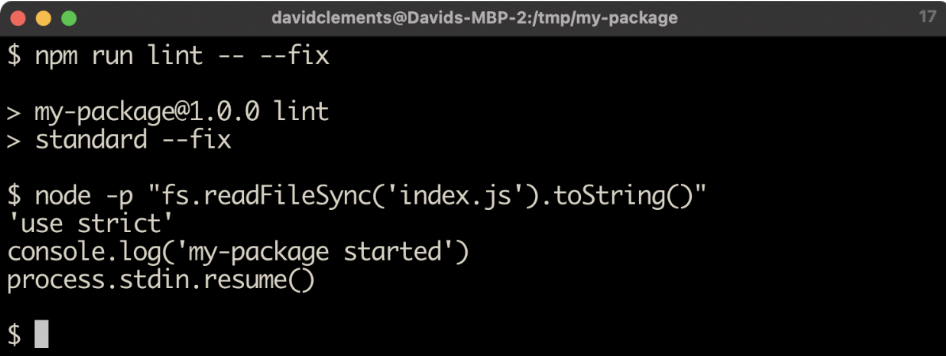 davidclements@Davids-MBP-2:/tmp/my-package 17
$ npm run lint -- --fix
> my-package@1.0.0 lint
> standard --fix
$ node -p "fs.readFileSync('index.js').toString()"
'use strict'
console.log('my-package started')
process.stdin.resume()
$